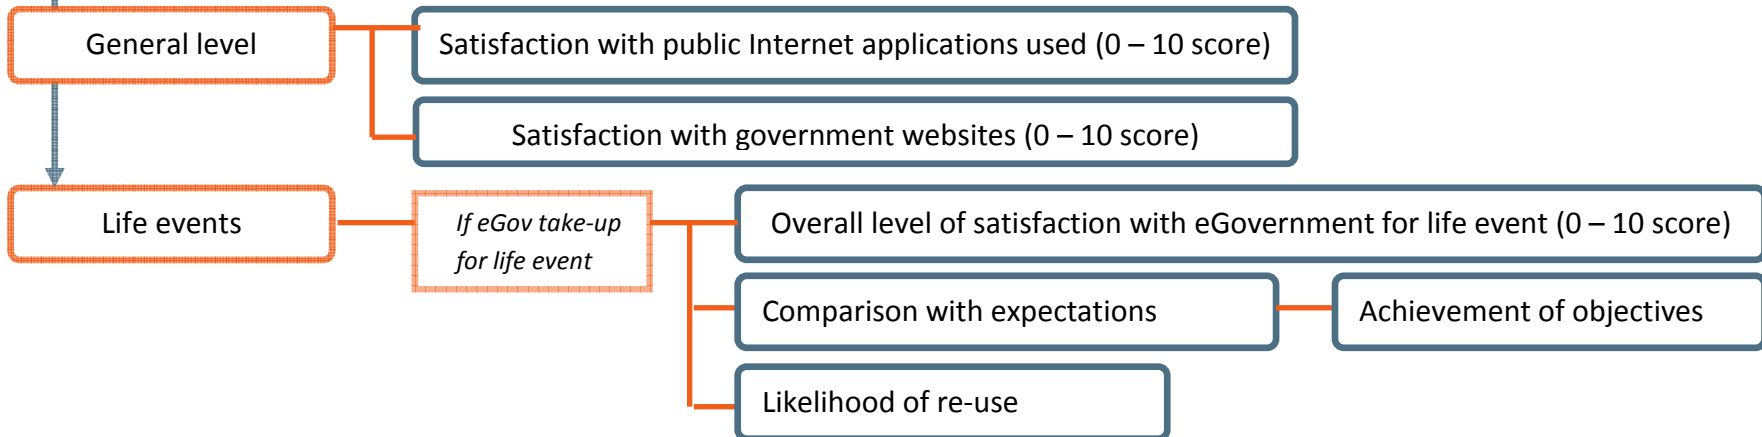 General level
Satisfaction with public Internet applications used (0 – 10 score)
Satisfaction with government websites (0 – 10 score)
Life events
If eGov take-up
for life event
Overall level of satisfaction with eGovernment for life event (0 – 10 score)
Comparison with expectations
Achievement of objectives
Likelihood of re-use